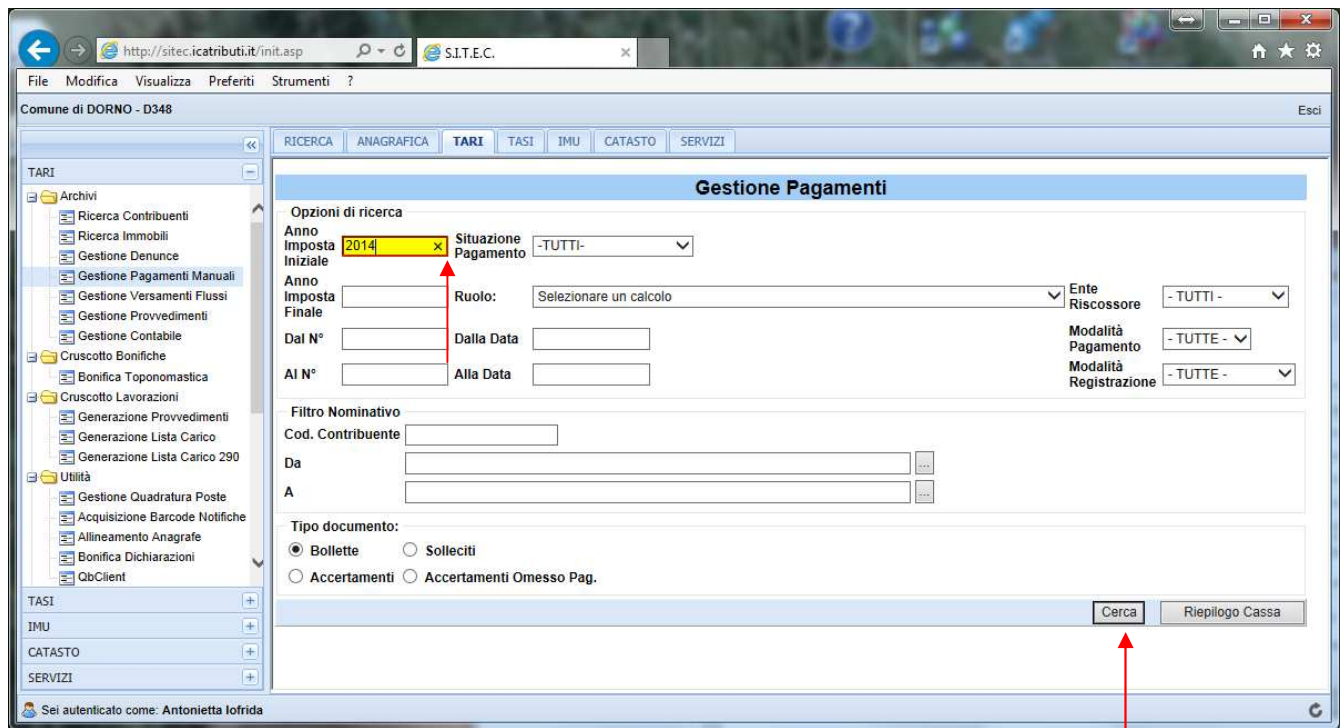 http://sitec.icatributi.it/init.asp
S.I.T.E.C.
File Modifica Visualizza Preferiti Strumenti ?
Comune di DORNO - D348
Esci
RICERCA ANAGRAFICA TARI TASI IMU CATASTO SERVIZI
TARI
Archivi
Ricerca Contribuenti
Ricerca Immobili
Gestione Denunce
Gestione Pagamenti Manuali
Gestione Versamenti Flussi
Gestione Provvedimenti
Gestione Contabile
Cruscotto Bonifiche
Bonifica Toponomastica
Cruscotto Lavorazioni
Generazione Provvedimenti
Generazione Lista Carico
Generazione Lista Carico 290
Utilità
Gestione Quadratura Poste
Acquisizione Barcode Notifiche
Allineamento Anagrafe
Bonifica Dichiarazioni
QbClient
TASI
IMU
CATASTO
SERVIZI
Gestione Pagamenti
Opzioni di ricerca
Anno
Imposta
Iniziale
2014
Situazione
Pagamento
-TUTTI-
Anno
Imposta
Finale
Ruolo:
Selezionare un calcolo
Ente
Riscossore
- TUTTI -
Dal N°
Dalla Data
Modalità
Pagamento
- TUTTE -
Al N°
Alla Data
Modalità
Registrazione
- TUTTE -
Filtro Nominativo
Cod. Contribuente
Da
...
A
...
Tipo documento:
Bollette Solleciti
Accertamenti Accertamenti Omesso Pag.
Cerca Riepilogo Cassa
Sei autenticato come: Antonietta Iofrida